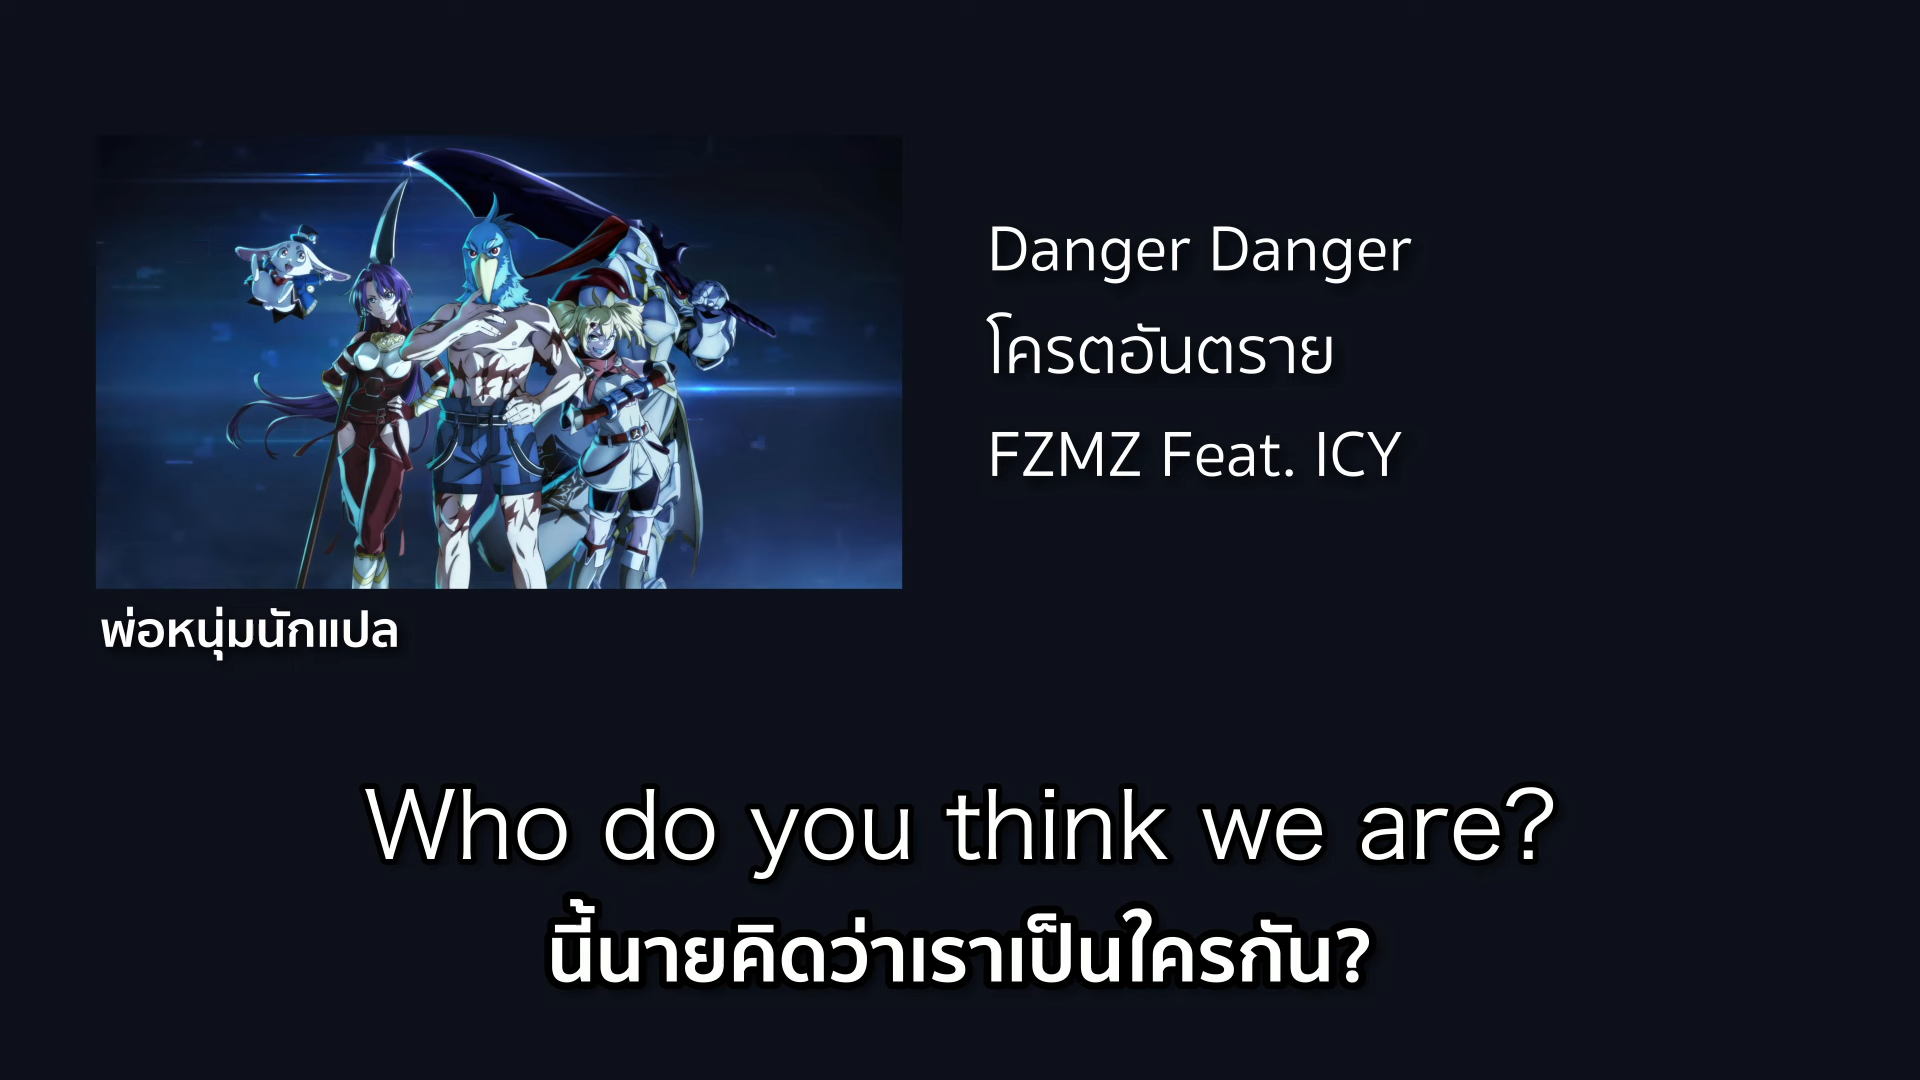 Danger Danger
โครตอันตราย
FZMZ Feat. ICY
พ่อหนุ่มนักแปล
Who do you think we are?
นี้นายคิดว่าเราเป็นใครกัน?